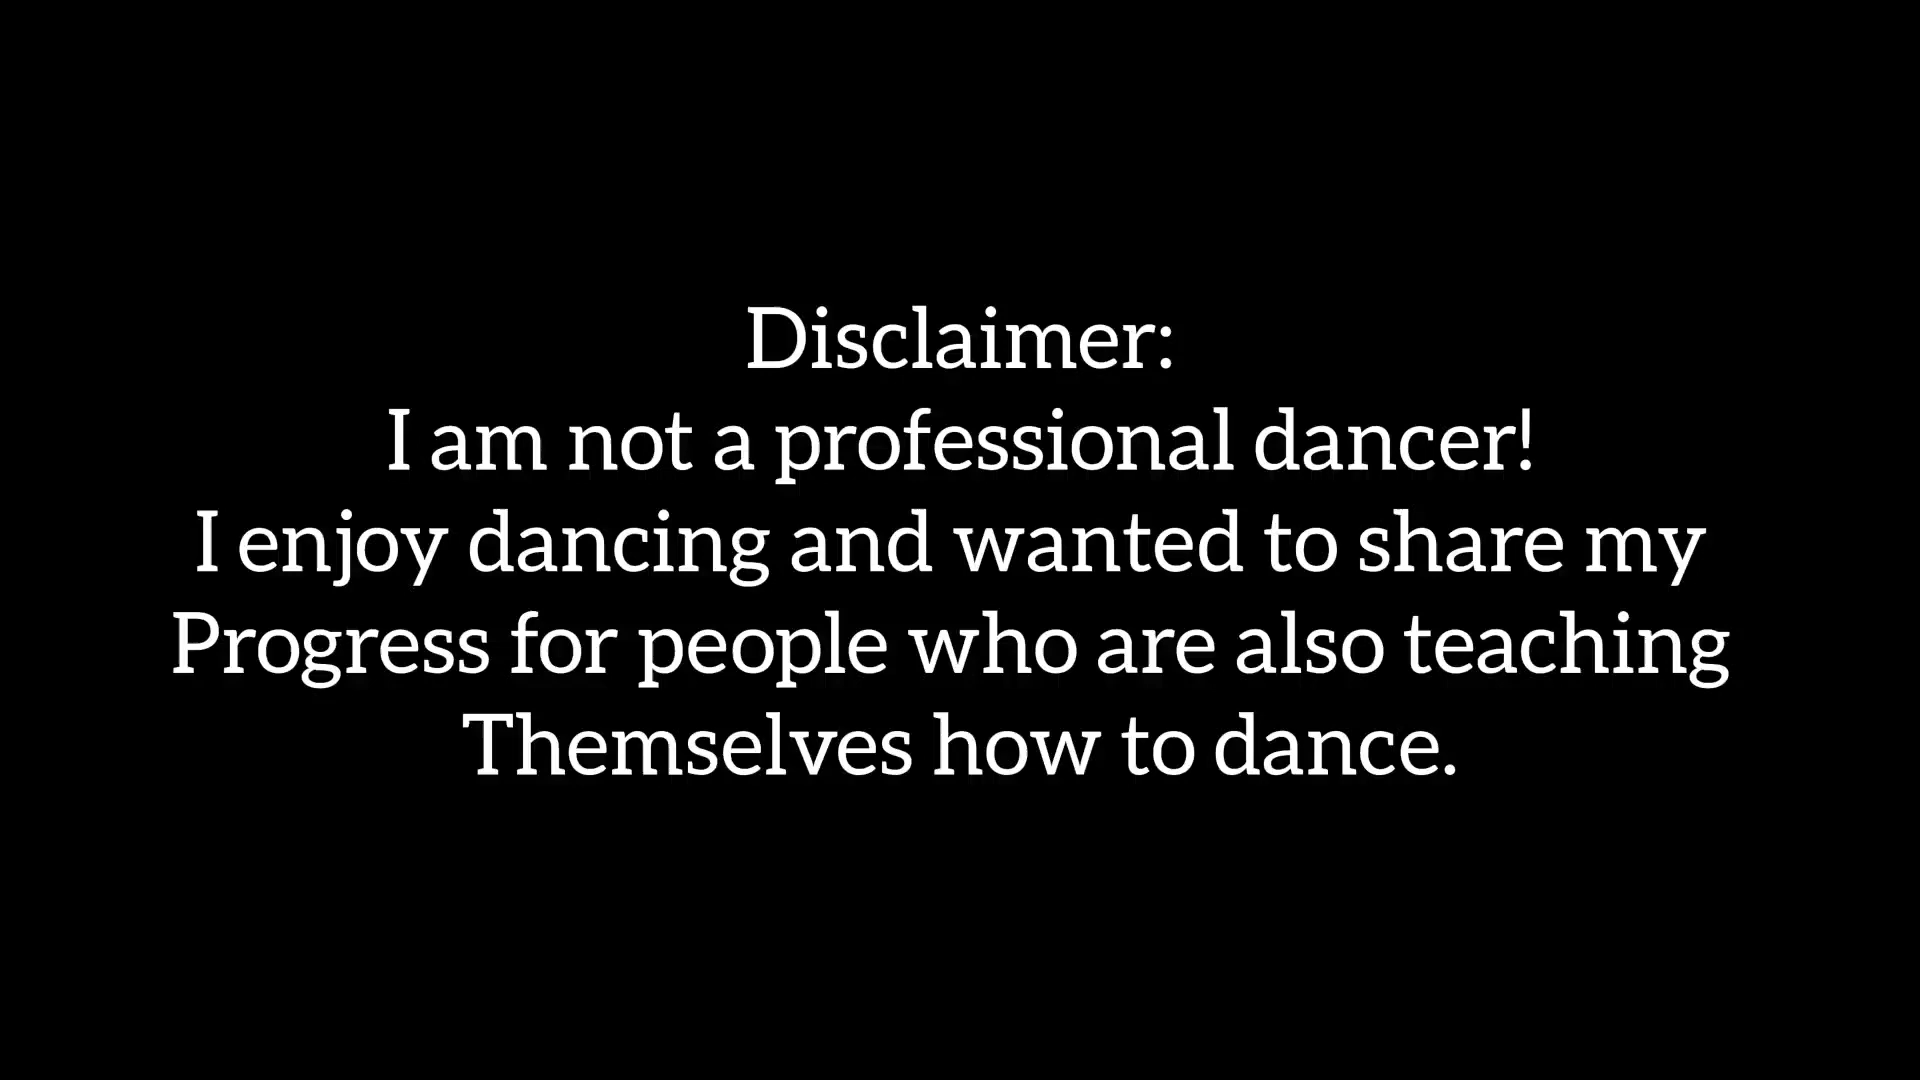 Disclaimer:
I am not a professional dancer!
I enjoy dancing and wanted to share my
Progress for people who are also teaching
Themselves how to dance.